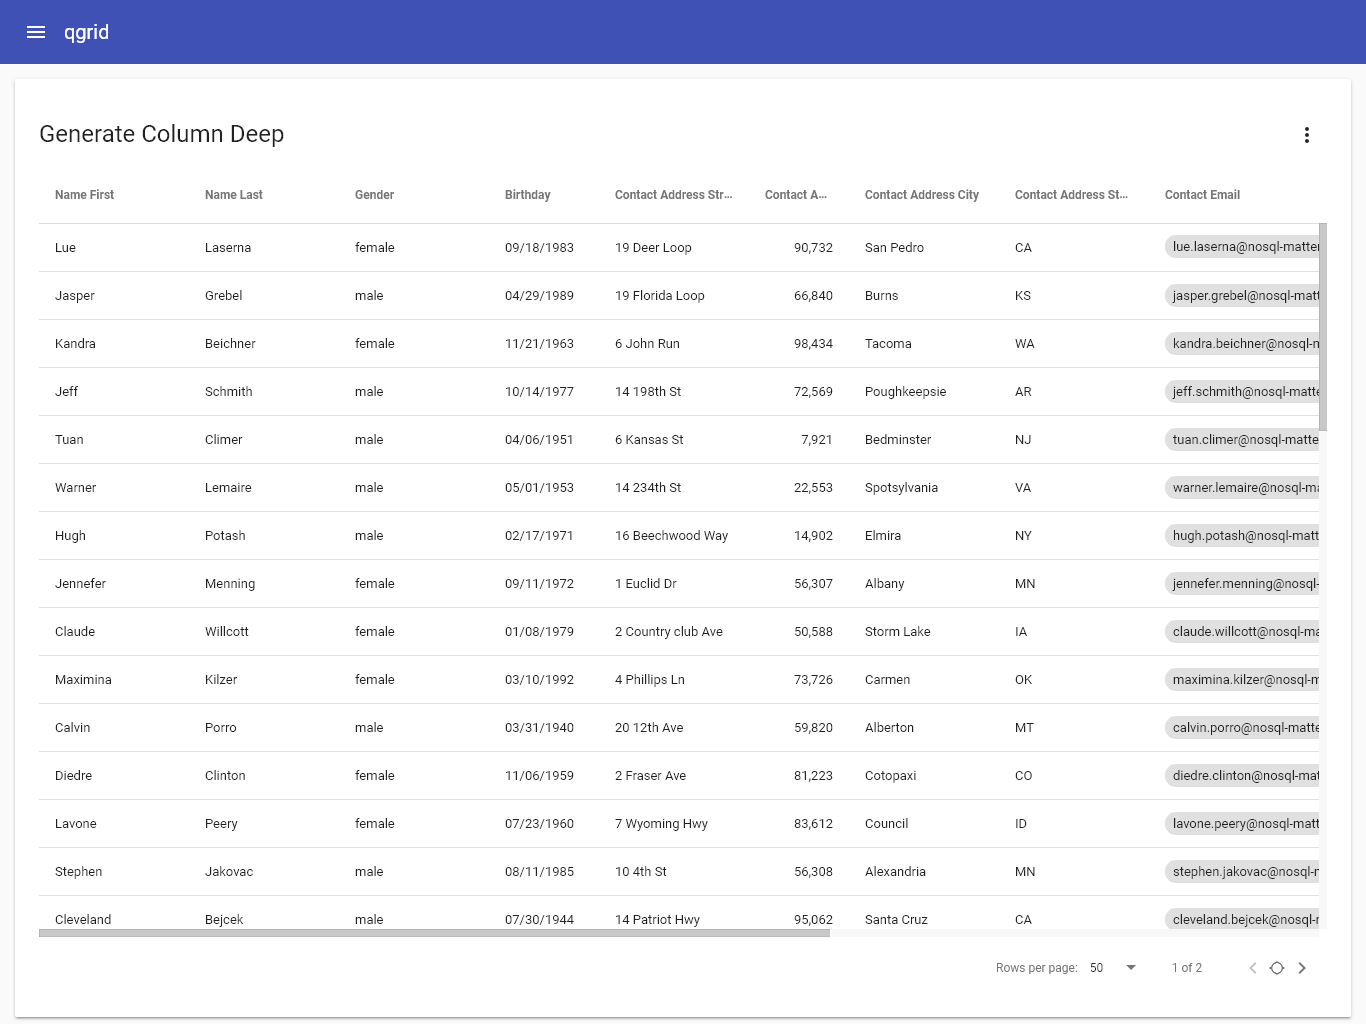 qgrid
Generate Column Deep
Name First Name Last Gender Birthday Contact Address Str... Contact A... Contact Address City Contact Address St... Contact Email
Lue Laserna female 09/18/1983 19 Deer Loop 90,732 San Pedro CA lue.laserna@nosql-matter
Jasper Grebel male 04/29/1989 19 Florida Loop 66,840 Burns KS jasper.grebel@nosql-matt
Kandra Beichner female 11/21/1963 6 John Run 98,434 Tacoma WA kandra.beichner@nosql-m
Jeff Schmith male 10/14/1977 14 198th St 72,569 Poughkeepsie AR jeff.schmith@nosql-matte
Tuan Climer male 04/06/1951 6 Kansas St 7,921 Bedminster NJ tuan.climer@nosql-matte
Warner Lemaire male 05/01/1953 14 234th St 22,553 Spotsylvania VA warner.lemaire@nosql-ma
Hugh Potash male 02/17/1971 16 Beechwood Way 14,902 Elmira NY hugh.potash@nosql-matt
Jennefer Menning female 09/11/1972 1 Euclid Dr 56,307 Albany MN jennefer.menning@nosql-
Claude Willcott female 01/08/1979 2 Country club Ave 50,588 Storm Lake IA claude.willcott@nosql-ma
Maximina Kilzer female 03/10/1992 4 Phillips Ln 73,726 Carmen OK maximina.kilzer@nosql-m
Calvin Porro male 03/31/1940 20 12th Ave 59,820 Alberton MT calvin.porro@nosql-matte
Diedre Clinton female 11/06/1959 2 Fraser Ave 81,223 Cotopaxi CO diedre.clinton@nosql-mat
Lavone Peery female 07/23/1960 7 Wyoming Hwy 83,612 Council ID lavone.peery@nosql-matt
Stephen Jakovac male 08/11/1985 10 4th St 56,308 Alexandria MN stephen.jakovac@nosql-m
Cleveland Bejcek male 07/30/1944 14 Patriot Hwy 95,062 Santa Cruz CA cleveland.bejcek@nosql-m
Rows per page: 50 1 of 2